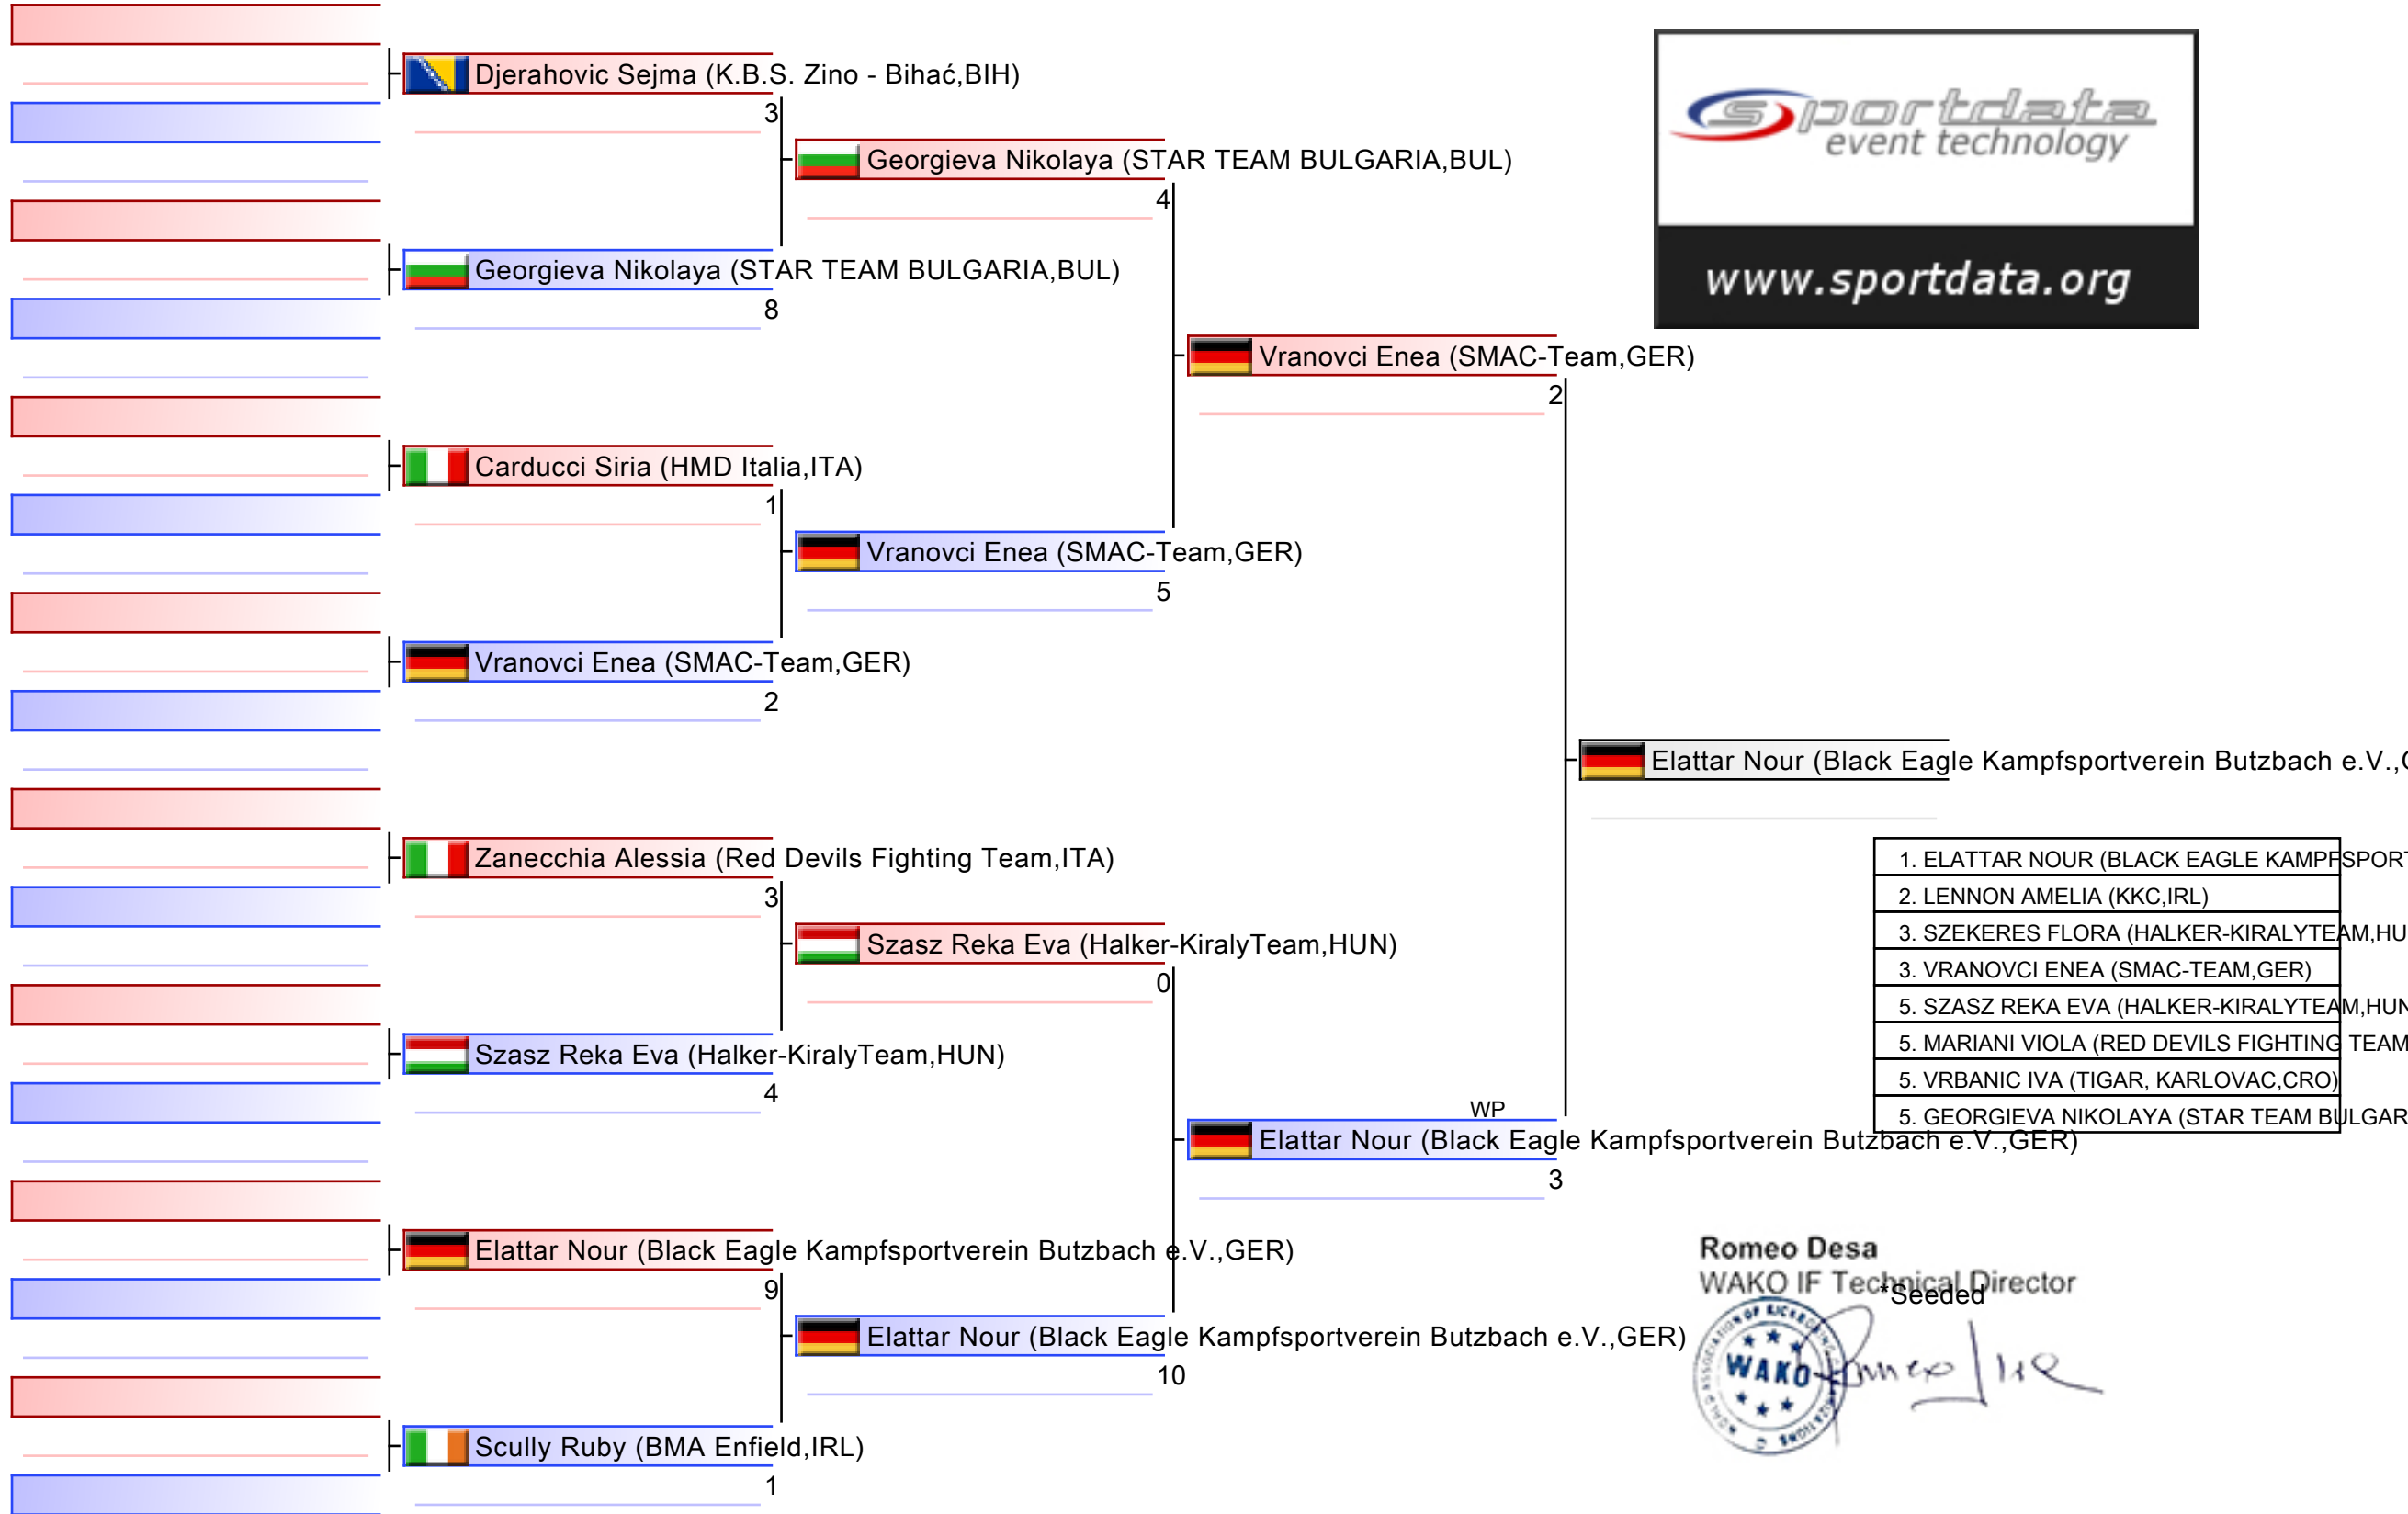 Djerahovic Sejma (K.B.S. Zino - Bihać,BIH)
3
Georgieva Nikolaya (STAR TEAM BULGARIA,BUL)
4
Georgieva Nikolaya (STAR TEAM BULGARIA,BUL)
8
Vranovci Enea (SMAC-Team,GER)
2
Carducci Siria (HMD Italia,ITA)
1
Vranovci Enea (SMAC-Team,GER)
5
Vranovci Enea (SMAC-Team,GER)
2
Elattar Nour (Black Eagle Kampfsportverein Butzbach e.V.,
Zanecchia Alessia (Red Devils Fighting Team,ITA)
3
Szasz Reka Eva (Halker-KiralyTeam,HUN)
0
Szasz Reka Eva (Halker-KiralyTeam,HUN)
4
WP
Elattar Nour (Black Eagle Kampfsportverein Butzbach e.V.,GER)
3
Elattar Nour (Black Eagle Kampfsportverein Butzbach e.V.,GER)
9
Elattar Nour (Black Eagle Kampfsportverein Butzbach e.V.,GER)
10
Scully Ruby (BMA Enfield,IRL)
1
sportdata
event technology
www.sportdata.org
1. ELATTAR NOUR (BLACK EAGLE KAMPFSPORT
2. LENNON AMELIA (KKC,IRL)
3. SZEKERES FLORA (HALKER-KIRALYTEAM,HU
3. VRANOVCI ENEA (SMAC-TEAM,GER)
5. SZASZ REKA EVA (HALKER-KIRALYTEAM,HUN
5. MARIANI VIOLA (RED DEVILS FIGHTING TEAM
5. VRBANIC IVA (TIGAR, KARLOVAC,CRO)
5. GEORGIEVA NIKOLAYA (STAR TEAM BULGAR
Romeo Desa
WAKO IF Technical Director
*Seeded
WAKO